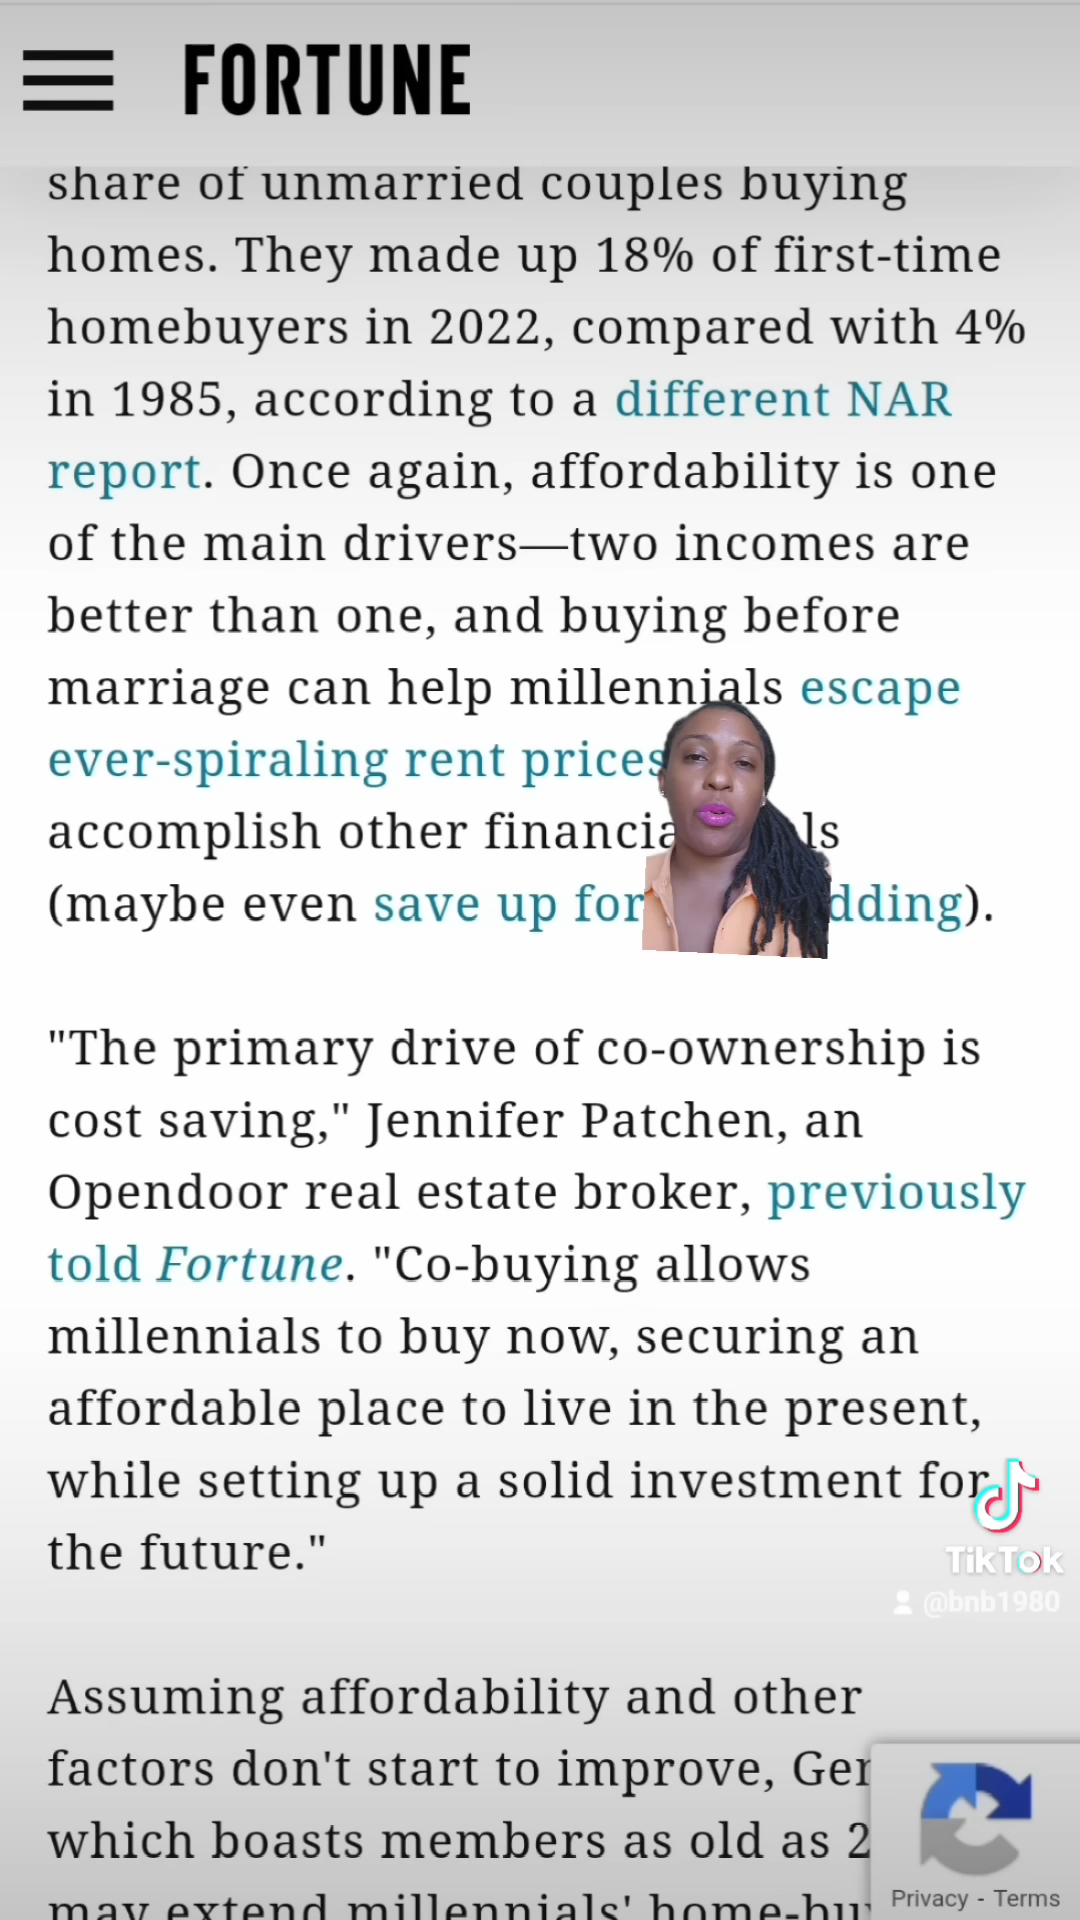 FORTUNE
share of unmarried couples buying
homes. They made up 18% of first-time
homebuyers in 2022, compared with 4%
in 1985, according to a different NAR
report. Once again, affordability is one
of the main drivers—two incomes are
better than one, and buying before
marriage can help millennials escape
ever-spiraling rent prices
accomplish other
(maybe even save up for
"The primary drive of co-ownership is
cost saving," Jennifer Patchen, an
Opendoor real estate broker, previously
told Fortune. "Co-buying allows
millennials to buy now, securing an
affordable place to live in the present,
while setting up a solid investment for
the future."
TikTok
@bnb1980
Assuming affordability and other
factors don't start to improve,
which boasts members as old as
may extend millennials'
Privacy - Terms